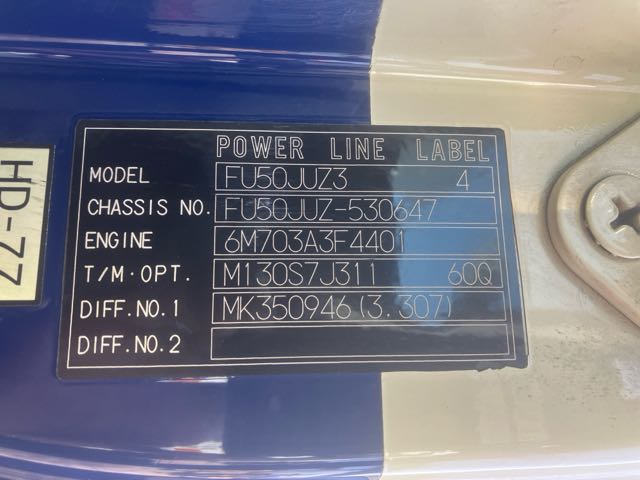 POWER LINE LABEL
MODEL FU50JUZ3 4
CHASSIS NO. FU50JUZ-530647
ENGINE 6M703A3F4401
T/M·OPT. M130S7J311 60Q
DIFF.NO.1 MK350946(3.307)
DIFF.NO.2
HD-77